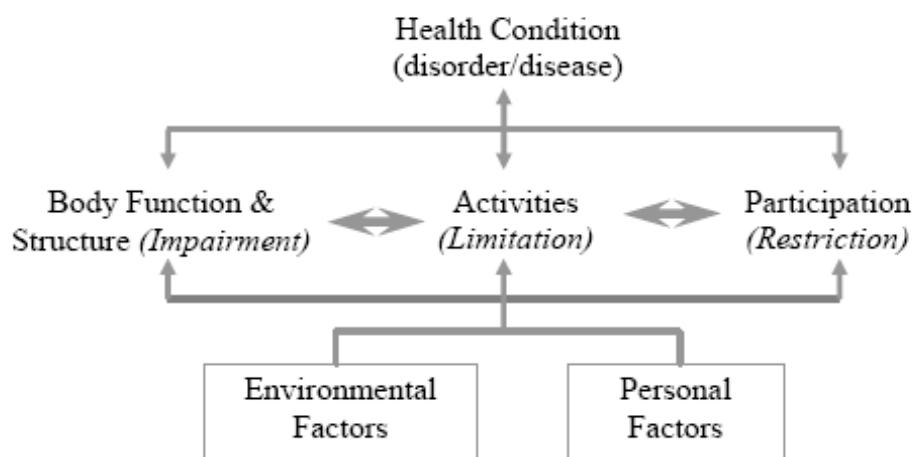 Health Condition
(disorder/disease)
Body Function &
Structure (Impairment)
Activities
(Limitation)
Participation
(Restriction)
Environmental
Factors
Personal
Factors